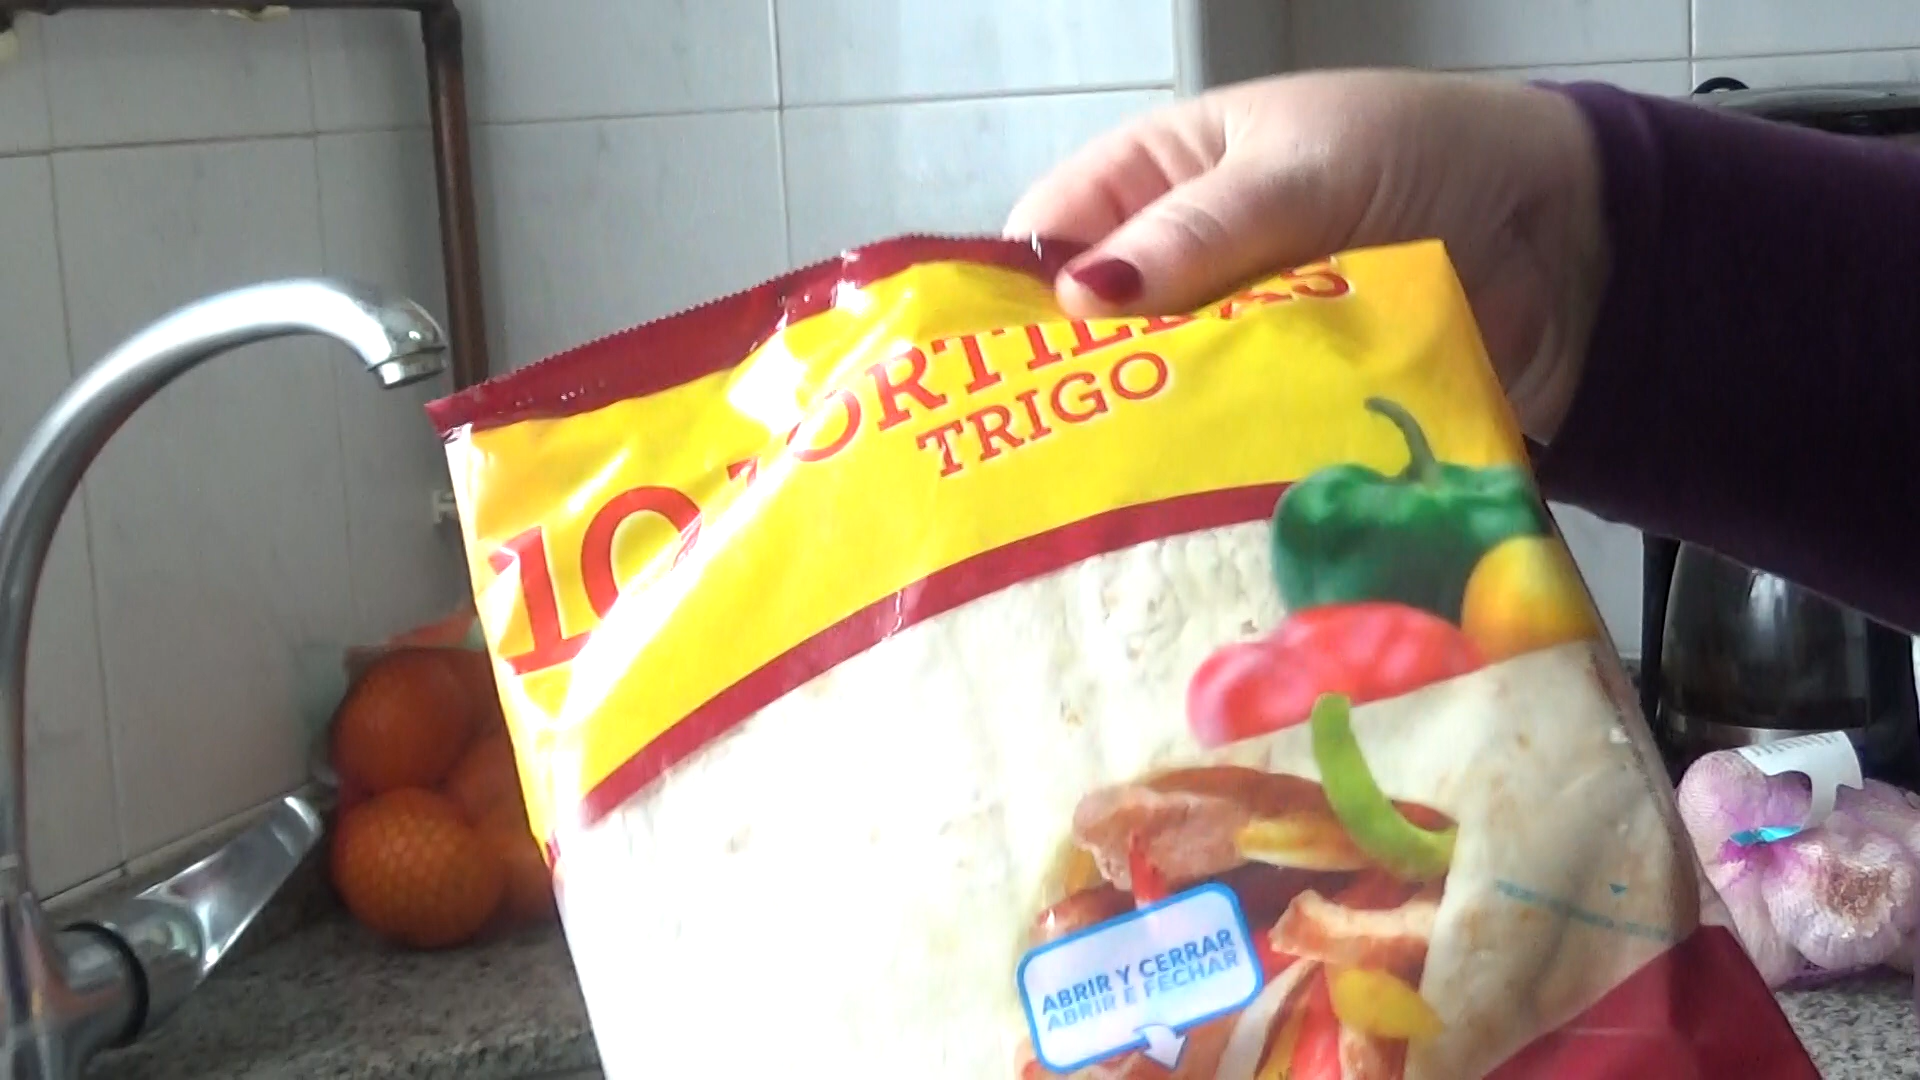 10 TORTILLAS
TRIGO
ABRIR Y CERRAR
ABRIR E FECHAR